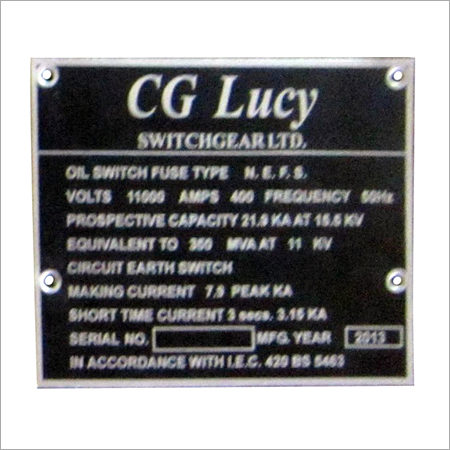 CG Lucy
SWITCHGEAR LTD.
OIL SWITCH FUSE TYPE N. E. F. S.
VOLTS 11000 AMPS 400 FREQUENCY 50Hz
PROSPECTIVE CAPACITY 21.9 KA AT 15.5 KV
EQUIVALENT TO 350 MVA AT 11 KV
CIRCUIT EARTH SWITCH
MAKING CURRENT 7.9 PEAK KA
SHORT TIME CURRENT 3 secs. 3.15 KA
SERIAL NO. MFG. YEAR 2013
IN ACCORDANCE WITH I.E.C. 420 BS 5463